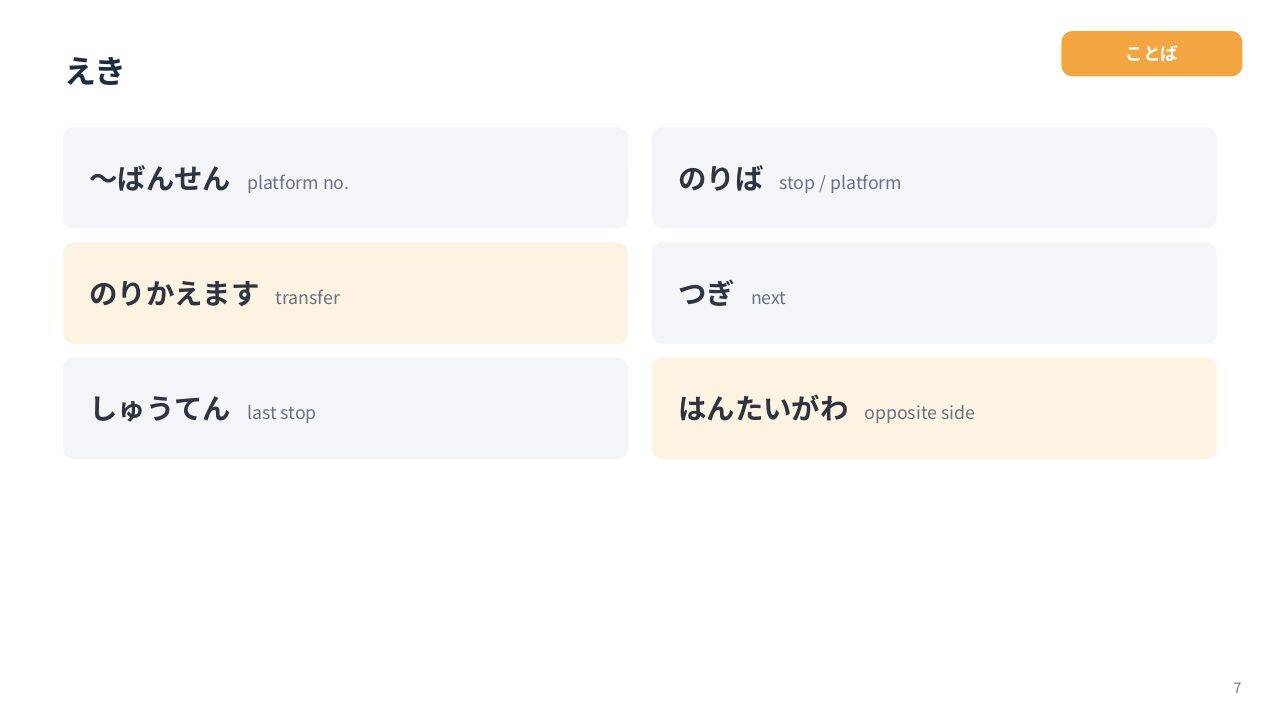 えき
ことば
～ばんせん platform no.
のりば stop / platform
のりかえます transfer
つぎ next
しゅうてん last stop
はんたいがわ opposite side
7